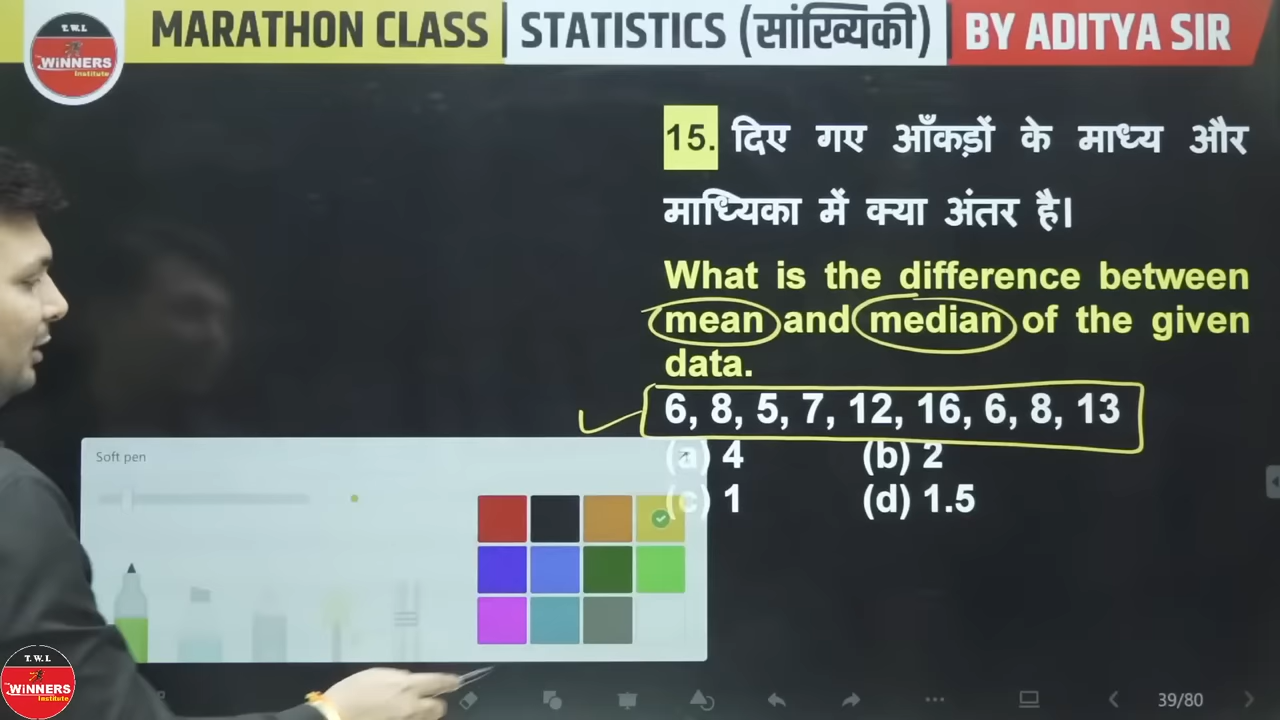 MARATHON CLASS STATISTICS (सांख्यिकी) BY ADITYA SIR
T.W.L
WiNNERS
Institute
15. दिए गए आँकड़ों के माध्य और
माध्यिका में क्या अंतर है।
What is the difference between
mean and median of the given
data.
6, 8, 5, 7, 12, 16, 6, 8, 13
(a) 4 (b) 2
(c) 1 (d) 1.5
Soft pen
T.W.L
WiNNERS
Institute
39/80